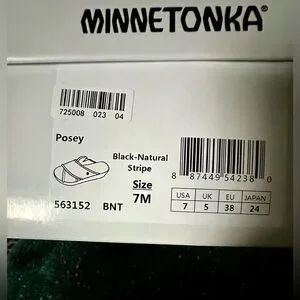 MINNETONKA®
725008 023 04
Posey
Black-Natural
Stripe
Size
7M
563152 BNT
8 87449 54238 0
USA UK EU JAPAN
7 5 38 24